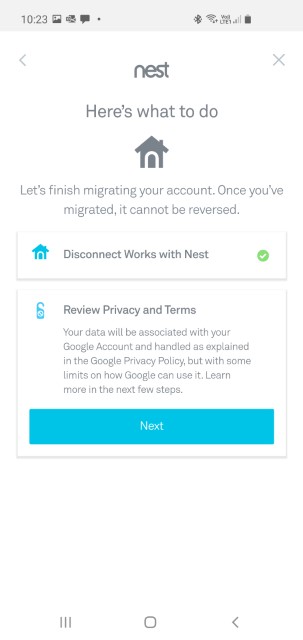 10:23
VoI) LTE1
nest
Here's what to do
Let's finish migrating your account. Once you've
migrated, it cannot be reversed.
Disconnect Works with Nest
Review Privacy and Terms
Your data will be associated with your
Google Account and handled as explained
in the Google Privacy Policy, but with some
limits on how Google can use it. Learn
more in the next few steps.
Next